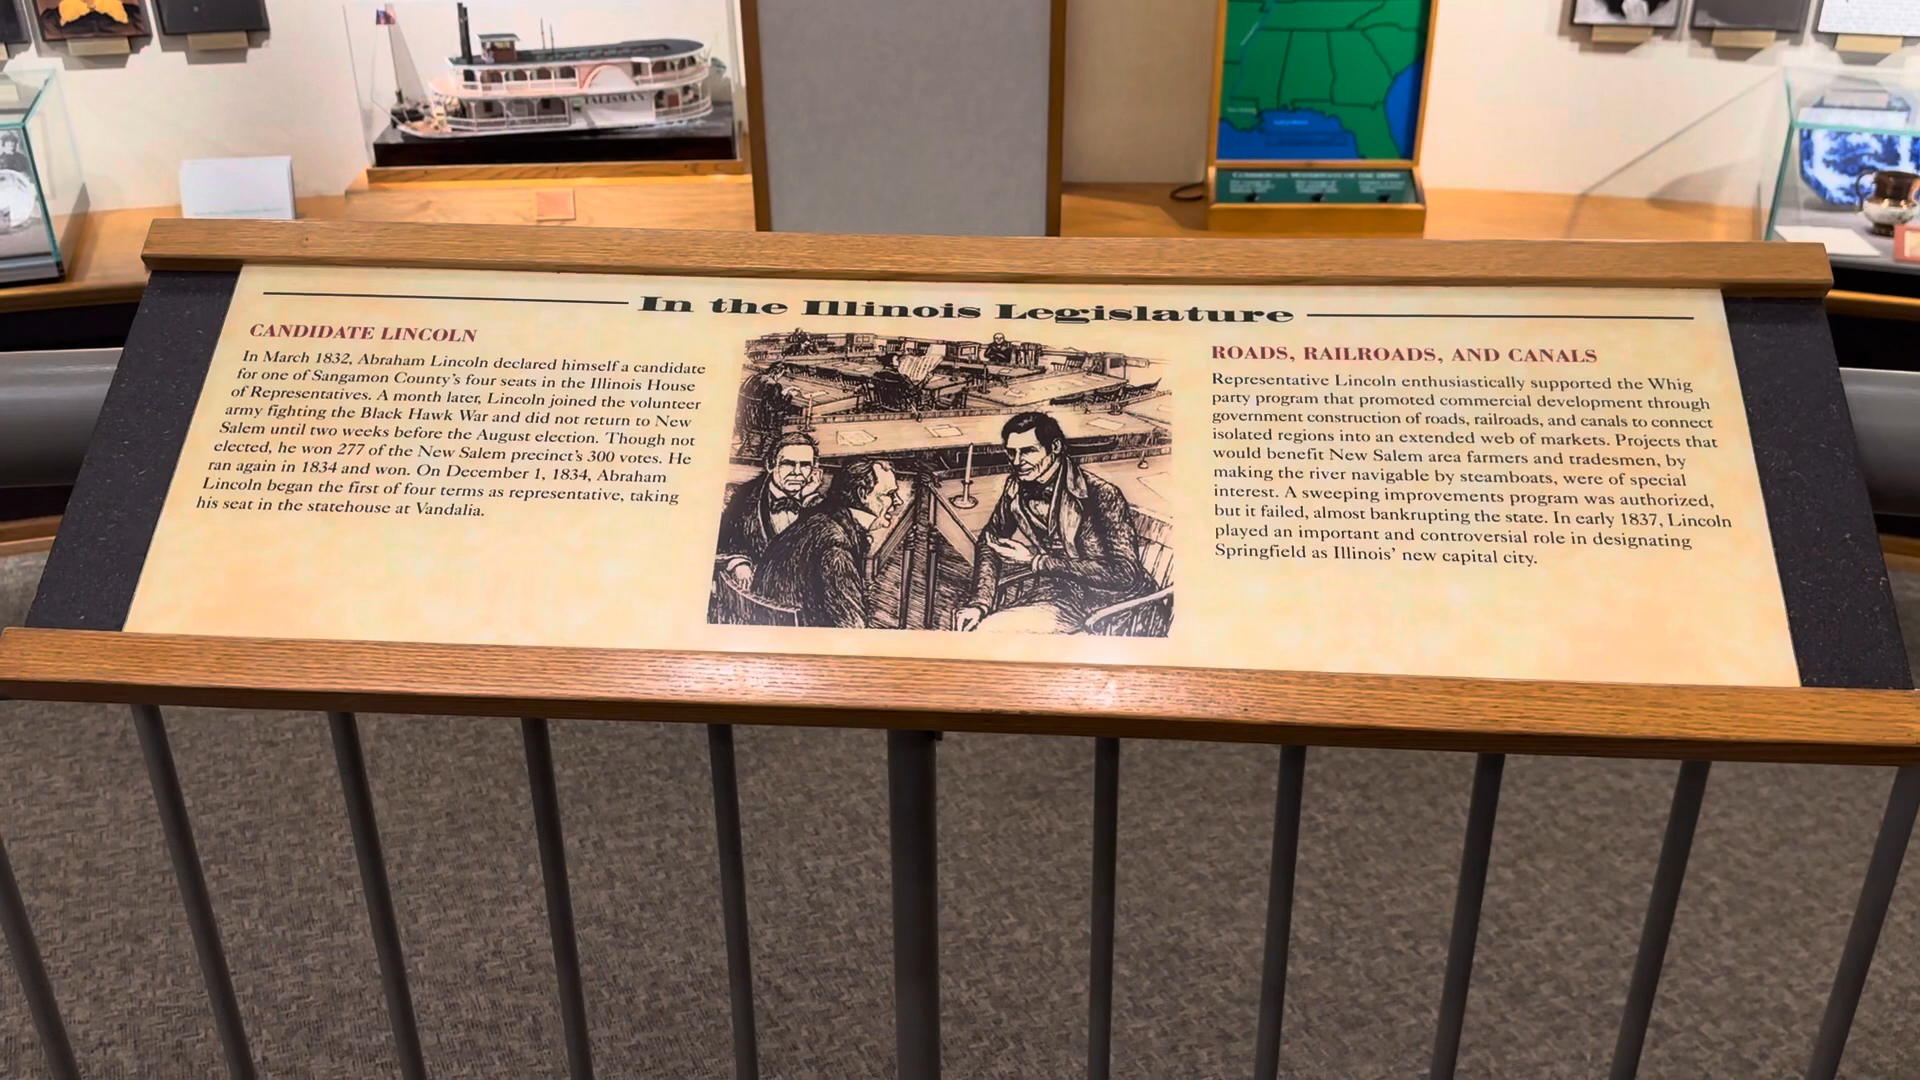 TALISMAN
In the Illinois Legislature
CANDIDATE LINCOLN
In March 1832, Abraham Lincoln declared himself a candidate
for one of Sangamon County's four seats in the Illinois House
of Representatives. A month later, Lincoln joined the volunteer
army fighting the Black Hawk War and did not return to New
Salem until two weeks before the August election. Though not
elected, he won 277 of the New Salem precinct's 300 votes. He
ran again in 1834 and won. On December 1, 1834, Abraham
Lincoln began the first of four terms as representative, taking
his seat in the statehouse at Vandalia.
ROADS, RAILROADS, AND CANALS
Representative Lincoln enthusiastically supported the Whig
party program that promoted commercial development through
government construction of roads, railroads, and canals to connect
isolated regions into an extended web of markets. Projects that
would benefit New Salem area farmers and tradesmen, by
making the river navigable by steamboats, were of special
interest. A sweeping improvements program was authorized,
but it failed, almost bankrupting the state. In early 1837, Lincoln
played an important and controversial role in designating
Springfield as Illinois' new capital city.